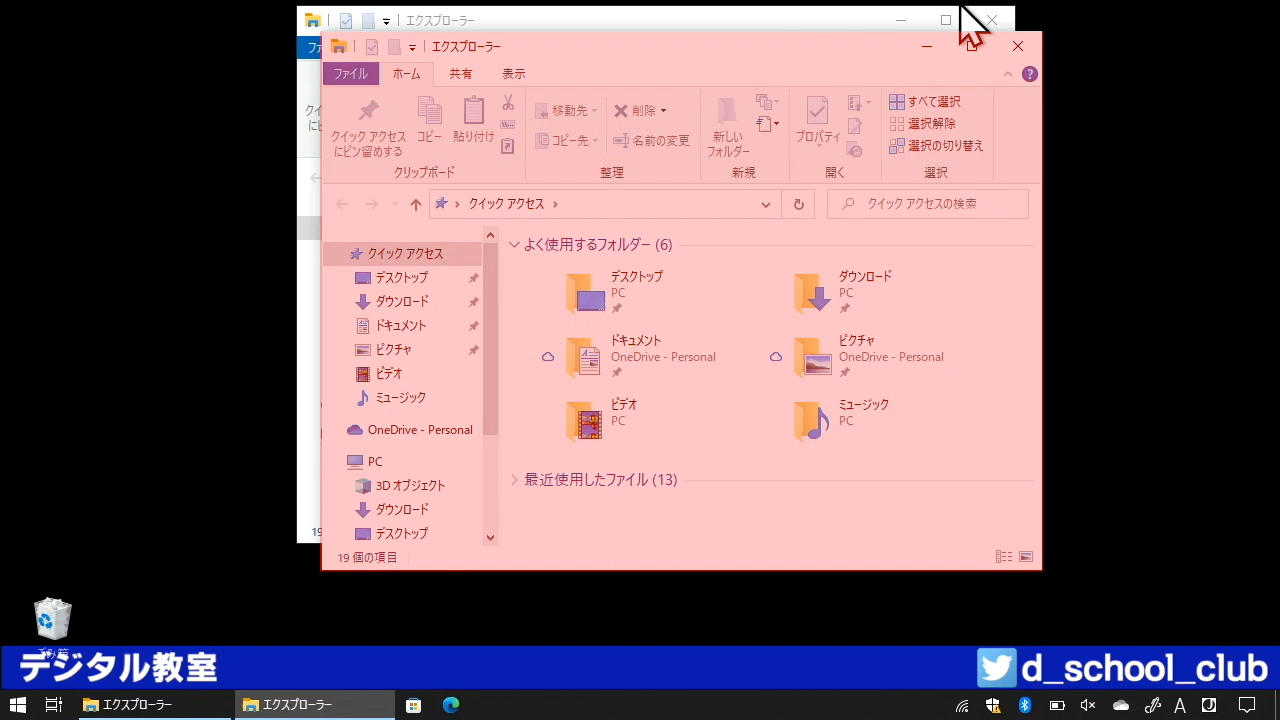 エクスプローラー
エクスプローラー
ファイル ホーム 共有 表示
すべて選択
選択解除
選択の切り替え
クイック アクセス
にピン留めする
コピー 貼り付け
移動先
コピー先
削除
名前の変更
新しい
フォルダー
プロパティ
クリップボード 整理 新規 開く 選択
クイック アクセス
クイック アクセスの検索
クイック アクセス
デスクトップ
ダウンロード
ドキュメント
ピクチャ
ビデオ
ミュージック
OneDrive - Personal
PC
3D オブジェクト
ダウンロード
デスクトップ
よく使用するフォルダー (6)
デスクトップ
PC
ダウンロード
PC
ドキュメント
OneDrive - Personal
ピクチャ
OneDrive - Personal
ビデオ
PC
ミュージック
PC
最近使用したファイル (13)
19 個の項目
デジタル教室
d_school_club
エクスプローラー
エクスプローラー
A